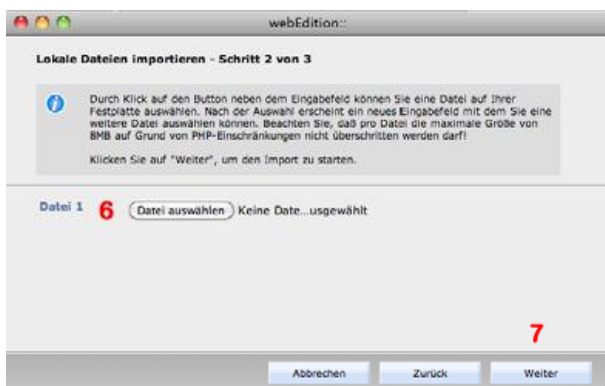 webEdition::
Lokale Dateien importieren - Schritt 2 von 3
Durch Klick auf den Button neben dem Eingabefeld können Sie eine Datei auf Ihrer
Festplatte auswählen. Nach der Auswahl erscheint ein neues Eingabefeld mit dem Sie eine
weitere Datei auswählen können. Beachten Sie, daß pro Datei die maximale Größe von
8MB auf Grund von PHP-Einschränkungen nicht überschritten werden darf!
Klicken Sie auf "Weiter", um den Import zu starten.
Datei 1 6 Datei auswählen Keine Date...usgewählt
7
Abbrechen Zurück Weiter